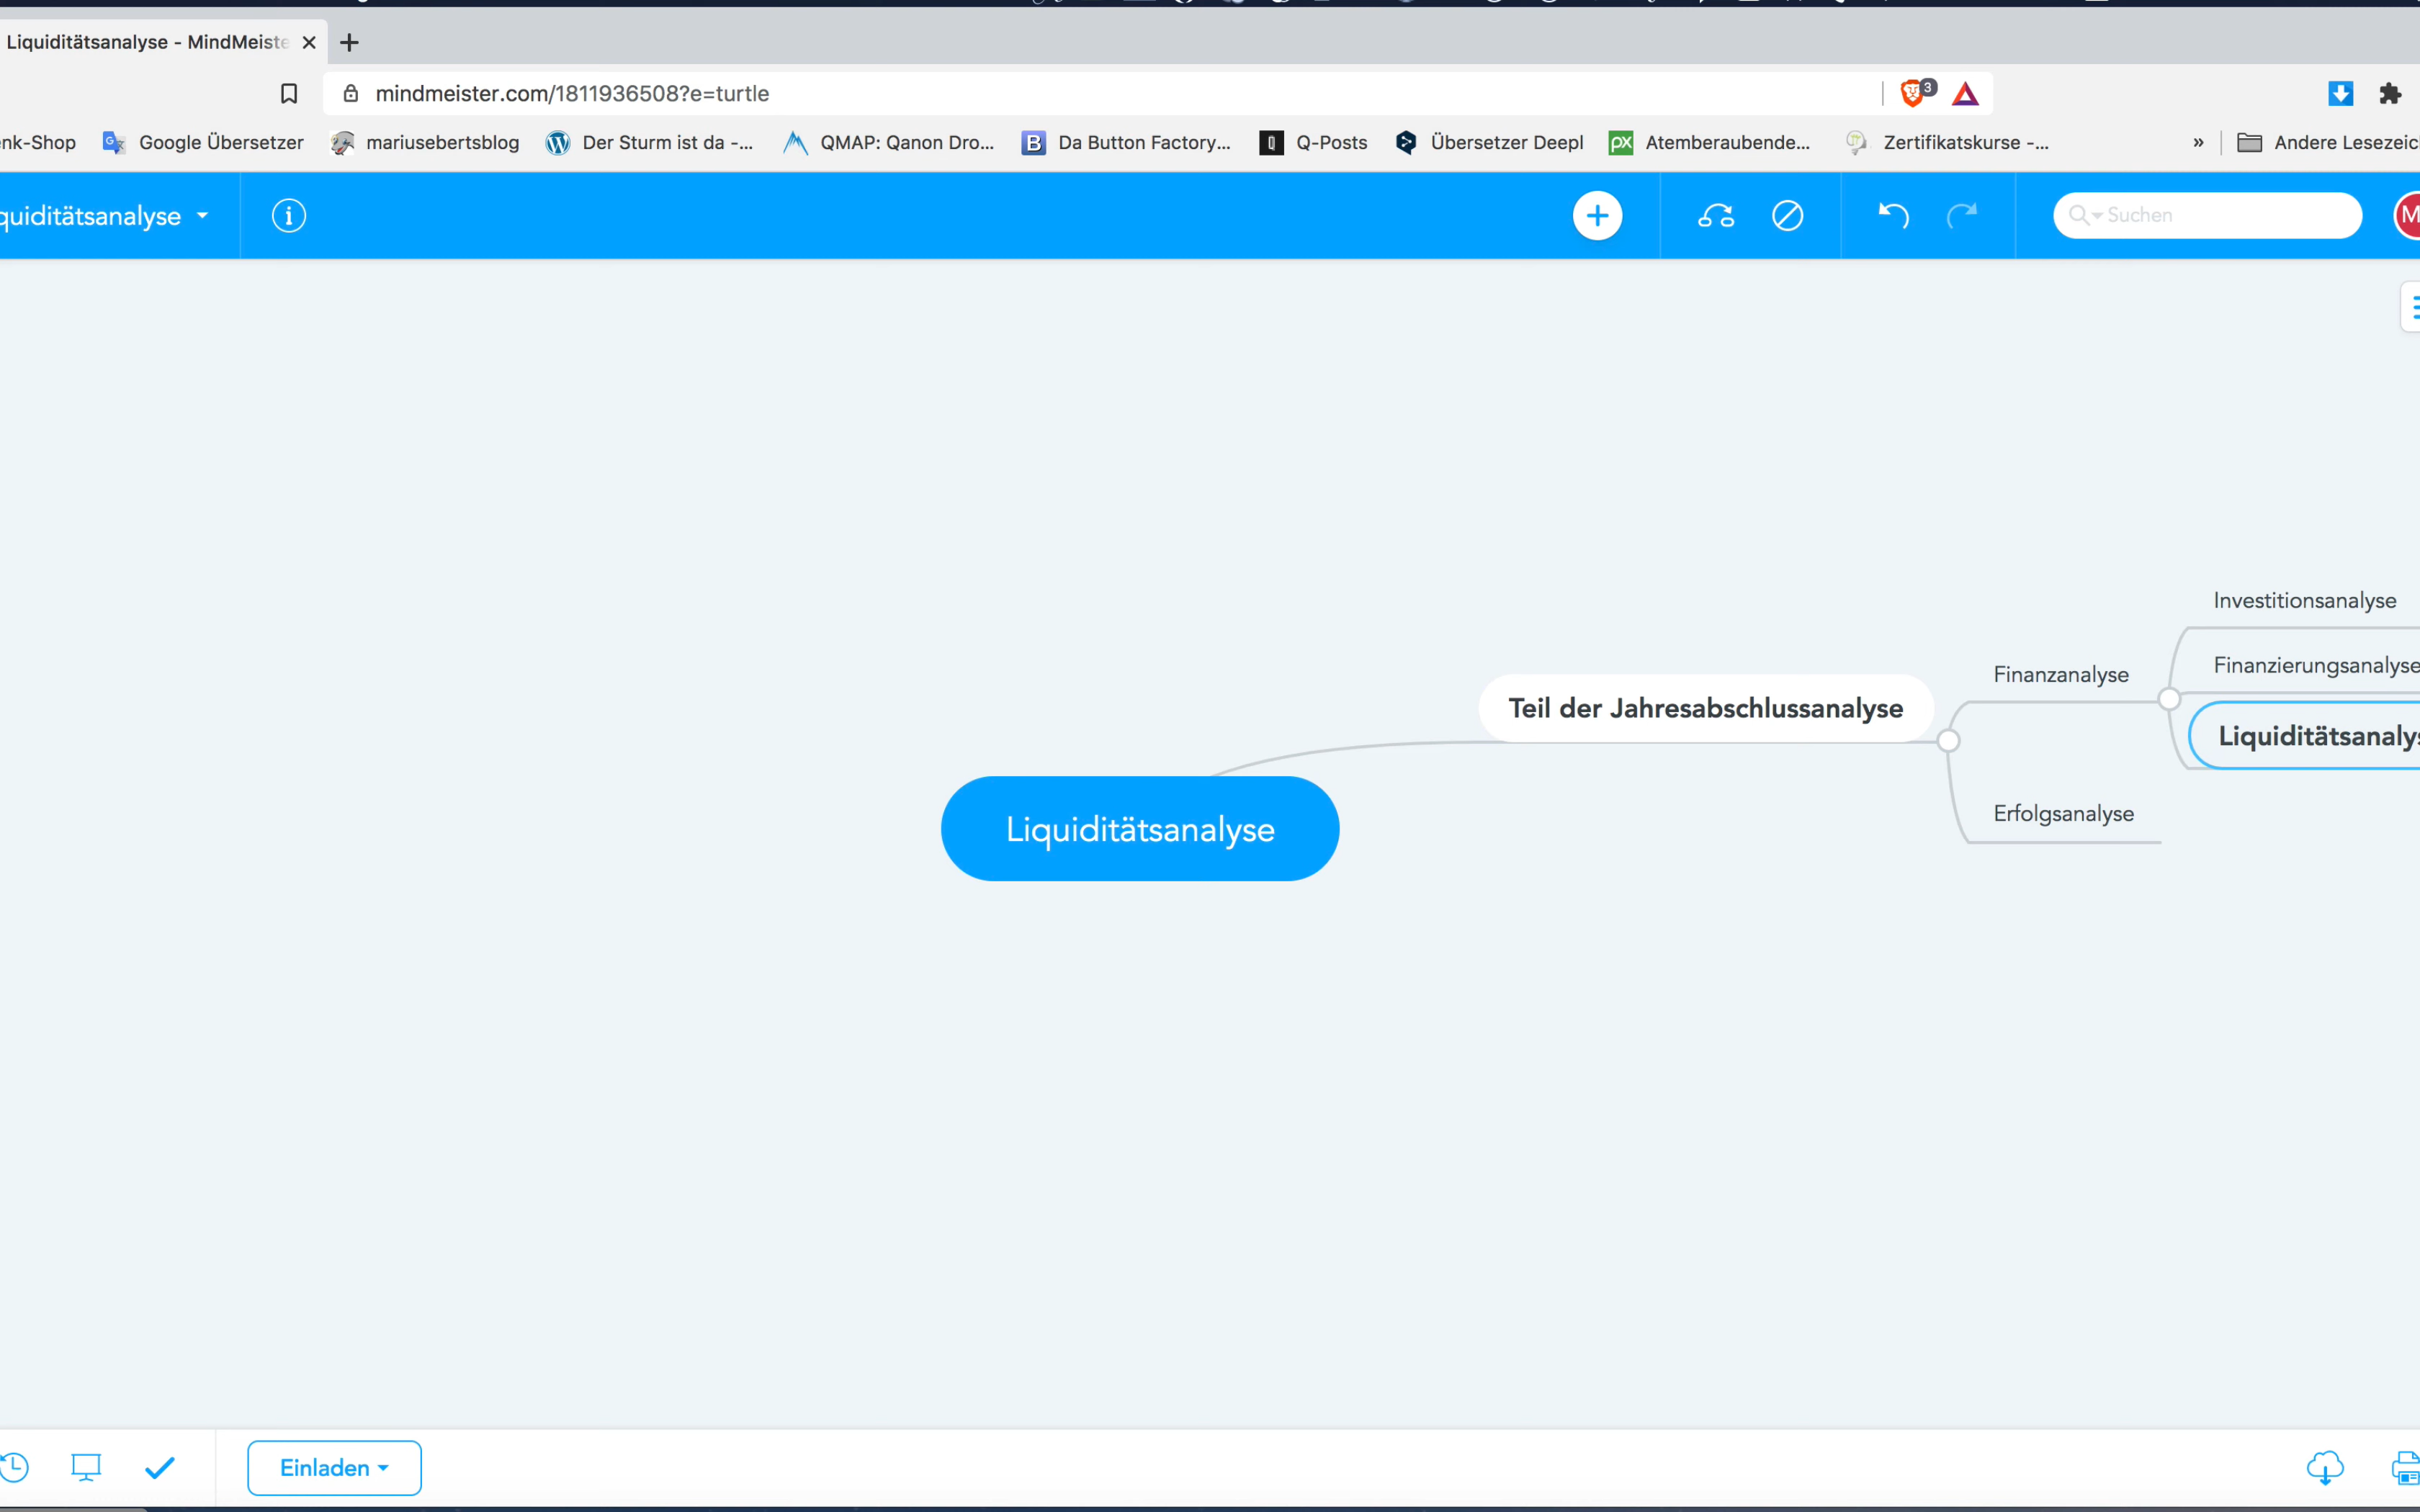 Liquiditätsanalyse - MindMeiste
mindmeister.com/1811936508?e=turtle
3
nk-Shop
Google Übersetzer
mariusebertsblog
Der Sturm ist da -...
QMAP: Qanon Dro...
Da Button Factory...
Q-Posts
Übersetzer Deepl
Atemberaubende...
Zertifikatskurse -...
»
Andere Lesezeic
quiditätsanalyse
Suchen
M
Investitionsanalyse
Finanzierungsanalyse
Finanzanalyse
Teil der Jahresabschlussanalyse
Liquiditätsanalys
Erfolgsanalyse
Liquiditätsanalyse
Einladen